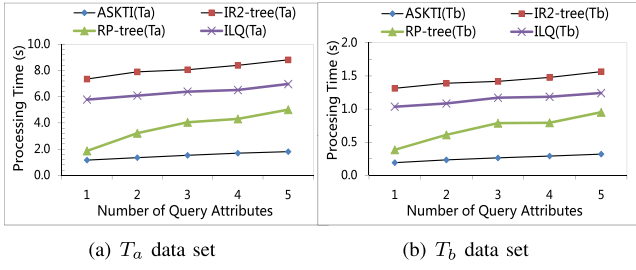 ASKTI(Ta) IR2-tree(Ta)
RP-tree(Ta) ILQ(Ta)
Processing Time (s)
10.0
8.0
6.0
4.0
2.0
0.0
1 2 3 4 5
Number of Query Attributes
(a) Ta data set
ASKTI(Tb) IR2-tree(Tb)
RP-tree(Tb) ILQ(Tb)
Processing Time (s)
2.0
1.5
1.0
0.5
0.0
1 2 3 4 5
Number of Query Attributes
(b) Tb data set